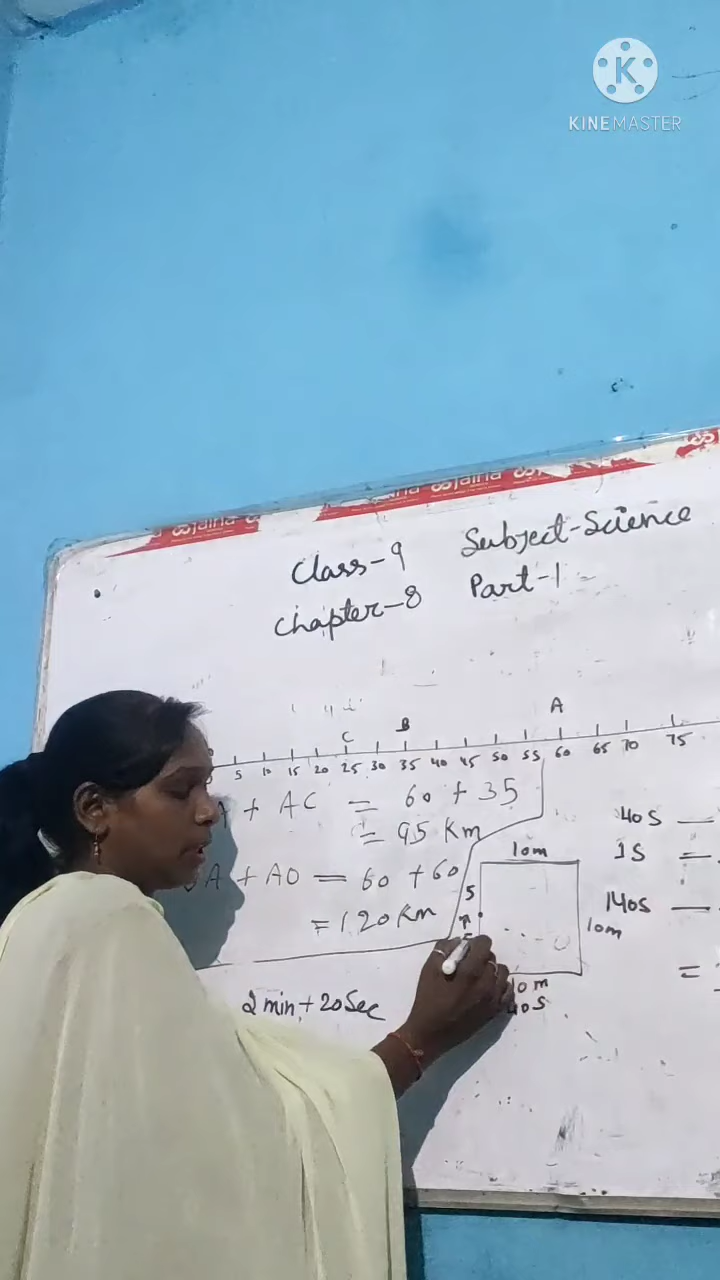 KINEMASTER
Class-9 Subject-Science
Chapter-8 Part-1
C B A
5 10 15 20 25 30 35 40 45 50 55 60 65 70 75
A + AC = 60 + 35
= 95 Km
A + AO = 60 + 60
= 120 Km
2 min + 20 Sec
10m
5
10m
10m
40S
40S —
1S =
140S —
=